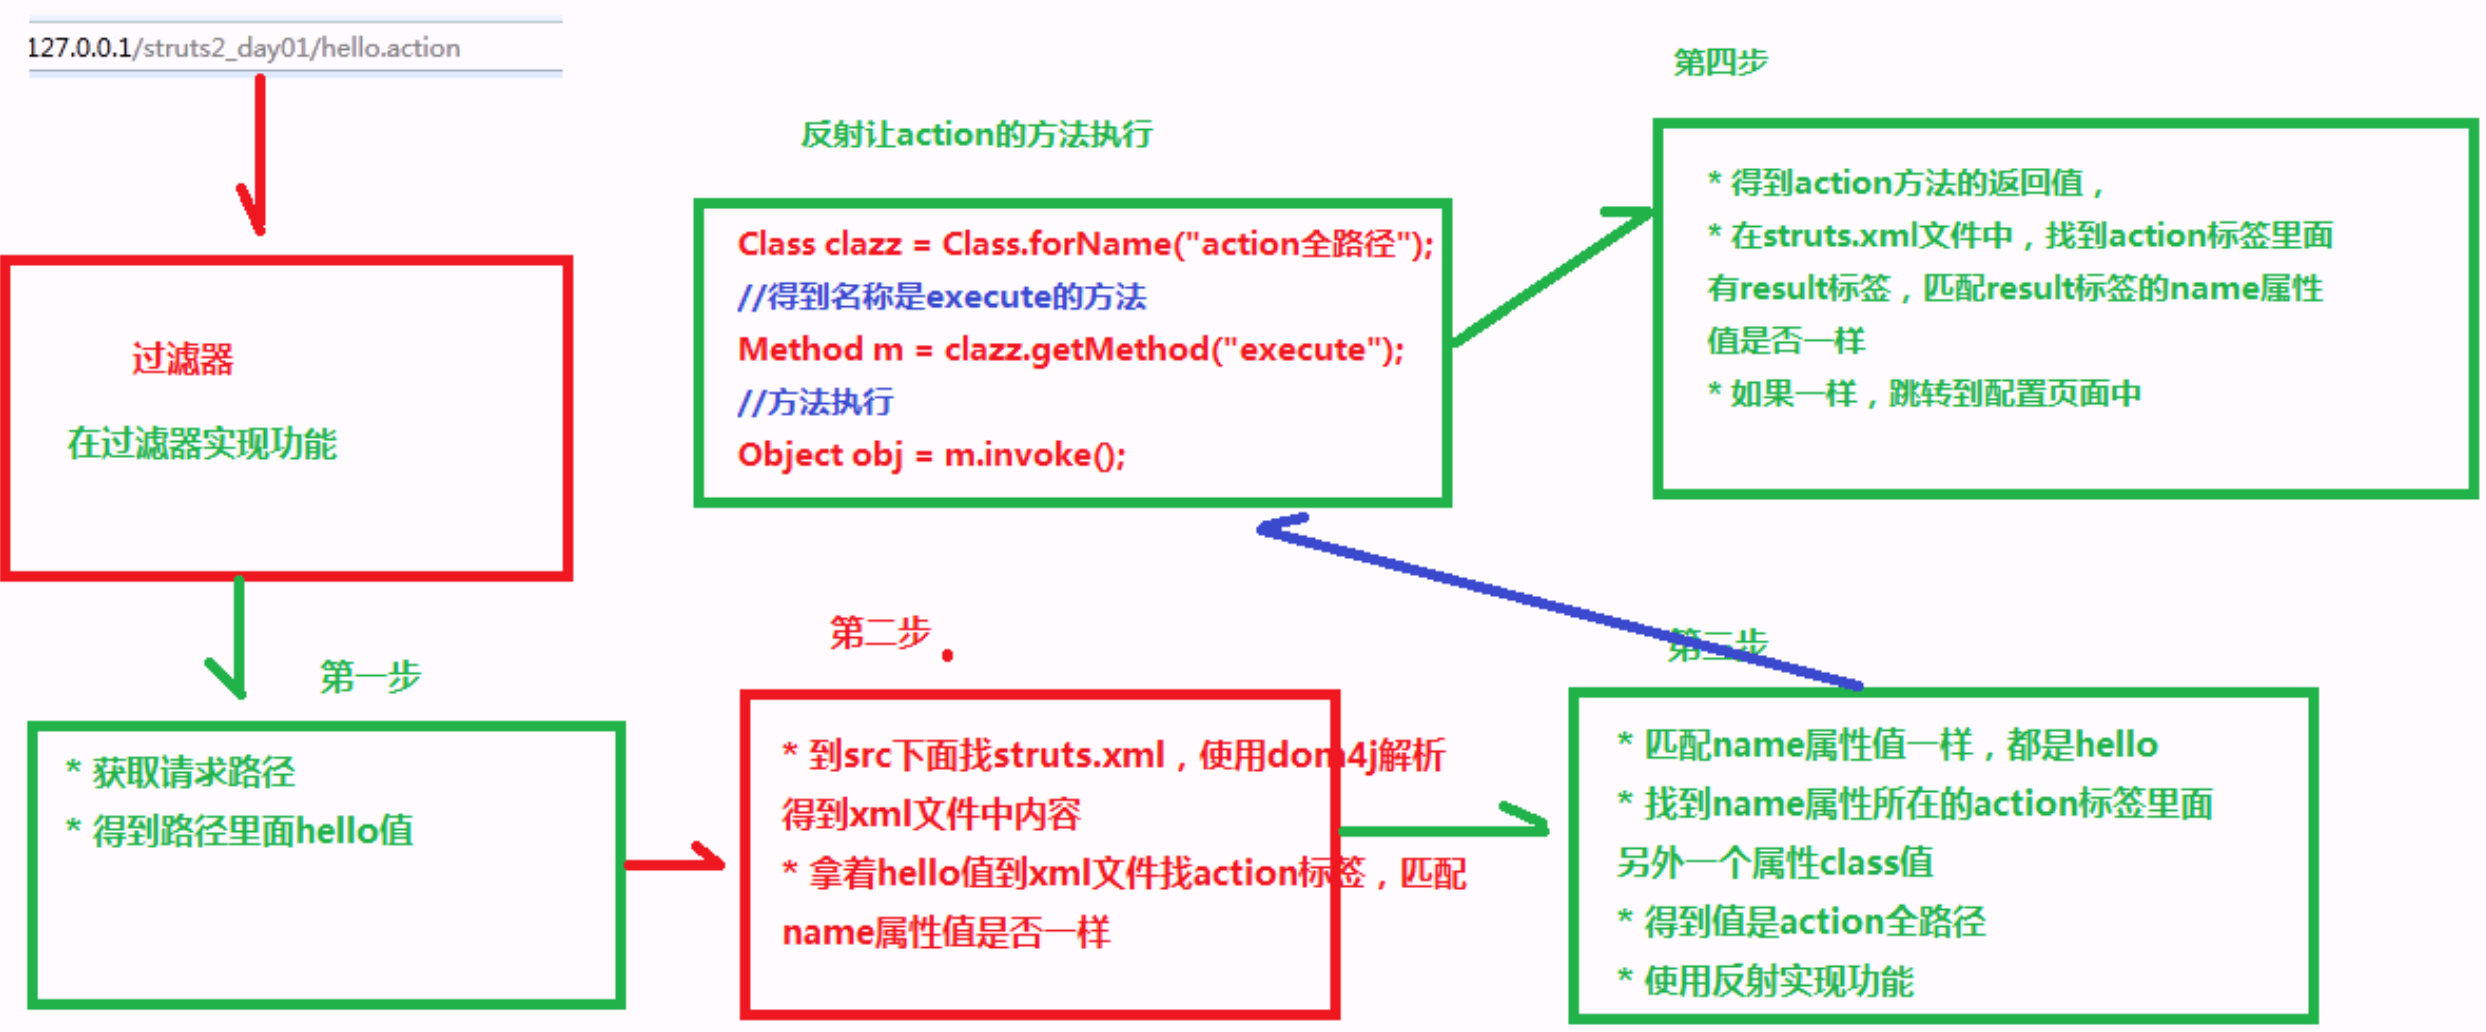 127.0.0.1/struts2_day01/hello.action
过滤器
在过滤器实现功能
第一步
* 获取请求路径
* 得到路径里面hello值
第二步
* 到src下面找struts.xml，使用dom4j解析
得到xml文件中内容
* 拿着hello值到xml文件找action标签，匹配
name属性值是否一样
第三步
* 匹配name属性值一样，都是hello
* 找到name属性所在的action标签里面
另外一个属性class值
* 得到值是action全路径
* 使用反射实现功能
反射让action的方法执行
Class clazz = Class.forName("action全路径");
//得到名称是execute的方法
Method m = clazz.getMethod("execute");
//方法执行
Object obj = m.invoke();
第四步
* 得到action方法的返回值，
* 在struts.xml文件中，找到action标签里面
有result标签，匹配result标签的name属性
值是否一样
* 如果一样，跳转到配置页面中